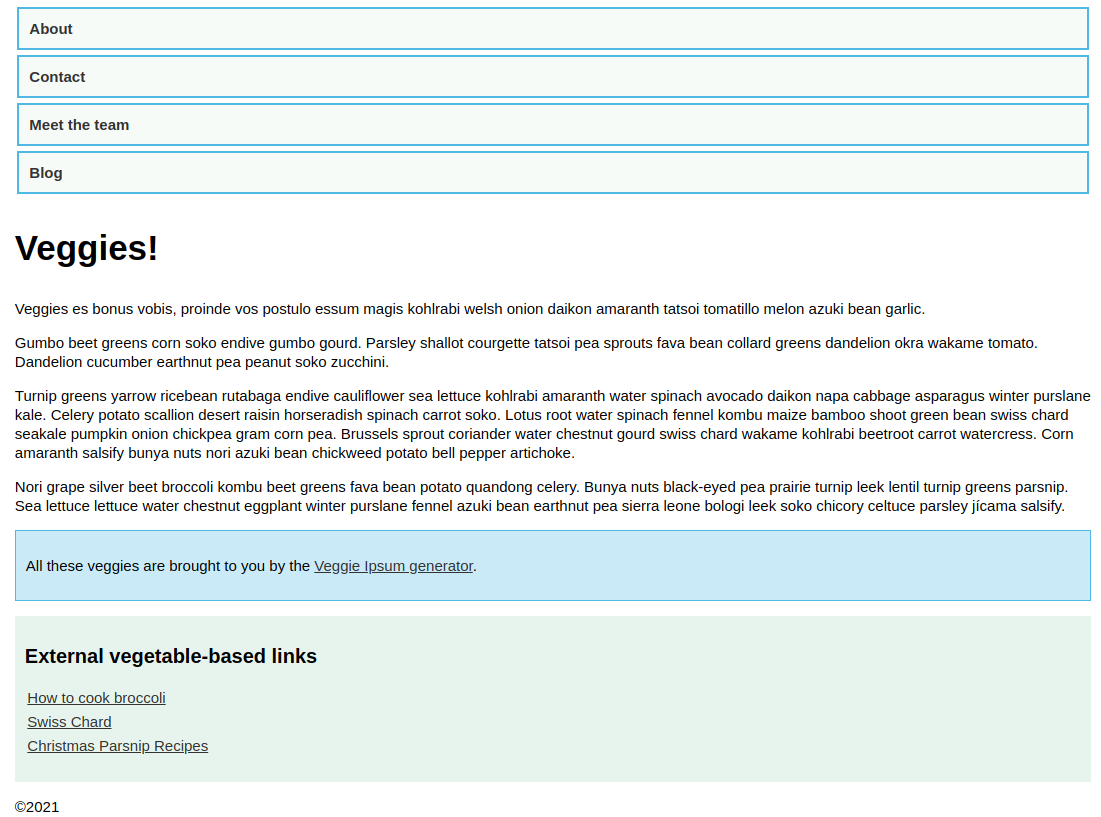 About
Contact
Meet the team
Blog
Veggies!
Veggies es bonus vobis, proinde vos postulo essum magis kohlrabi welsh onion daikon amaranth tatsoi tomatillo melon azuki bean garlic.
Gumbo beet greens corn soko endive gumbo gourd. Parsley shallot courgette tatsoi pea sprouts fava bean collard greens dandelion okra wakame tomato.
Dandelion cucumber earthnut pea peanut soko zucchini.
Turnip greens yarrow ricebean rutabaga endive cauliflower sea lettuce kohlrabi amaranth water spinach avocado daikon napa cabbage asparagus winter purslane
kale. Celery potato scallion desert raisin horseradish spinach carrot soko. Lotus root water spinach fennel kombu maize bamboo shoot green bean swiss chard
seakale pumpkin onion chickpea gram corn pea. Brussels sprout coriander water chestnut gourd swiss chard wakame kohlrabi beetroot carrot watercress. Corn
amaranth salsify bunya nuts nori azuki bean chickweed potato bell pepper artichoke.
Nori grape silver beet broccoli kombu beet greens fava bean potato quandong celery. Bunya nuts black-eyed pea prairie turnip leek lentil turnip greens parsnip.
Sea lettuce lettuce water chestnut eggplant winter purslane fennel azuki bean earthnut pea sierra leone bologi leek soko chicory celtuce parsley jícama salsify.
All these veggies are brought to you by the Veggie Ipsum generator.
External vegetable-based links
How to cook broccoli
Swiss Chard
Christmas Parsnip Recipes
©2021